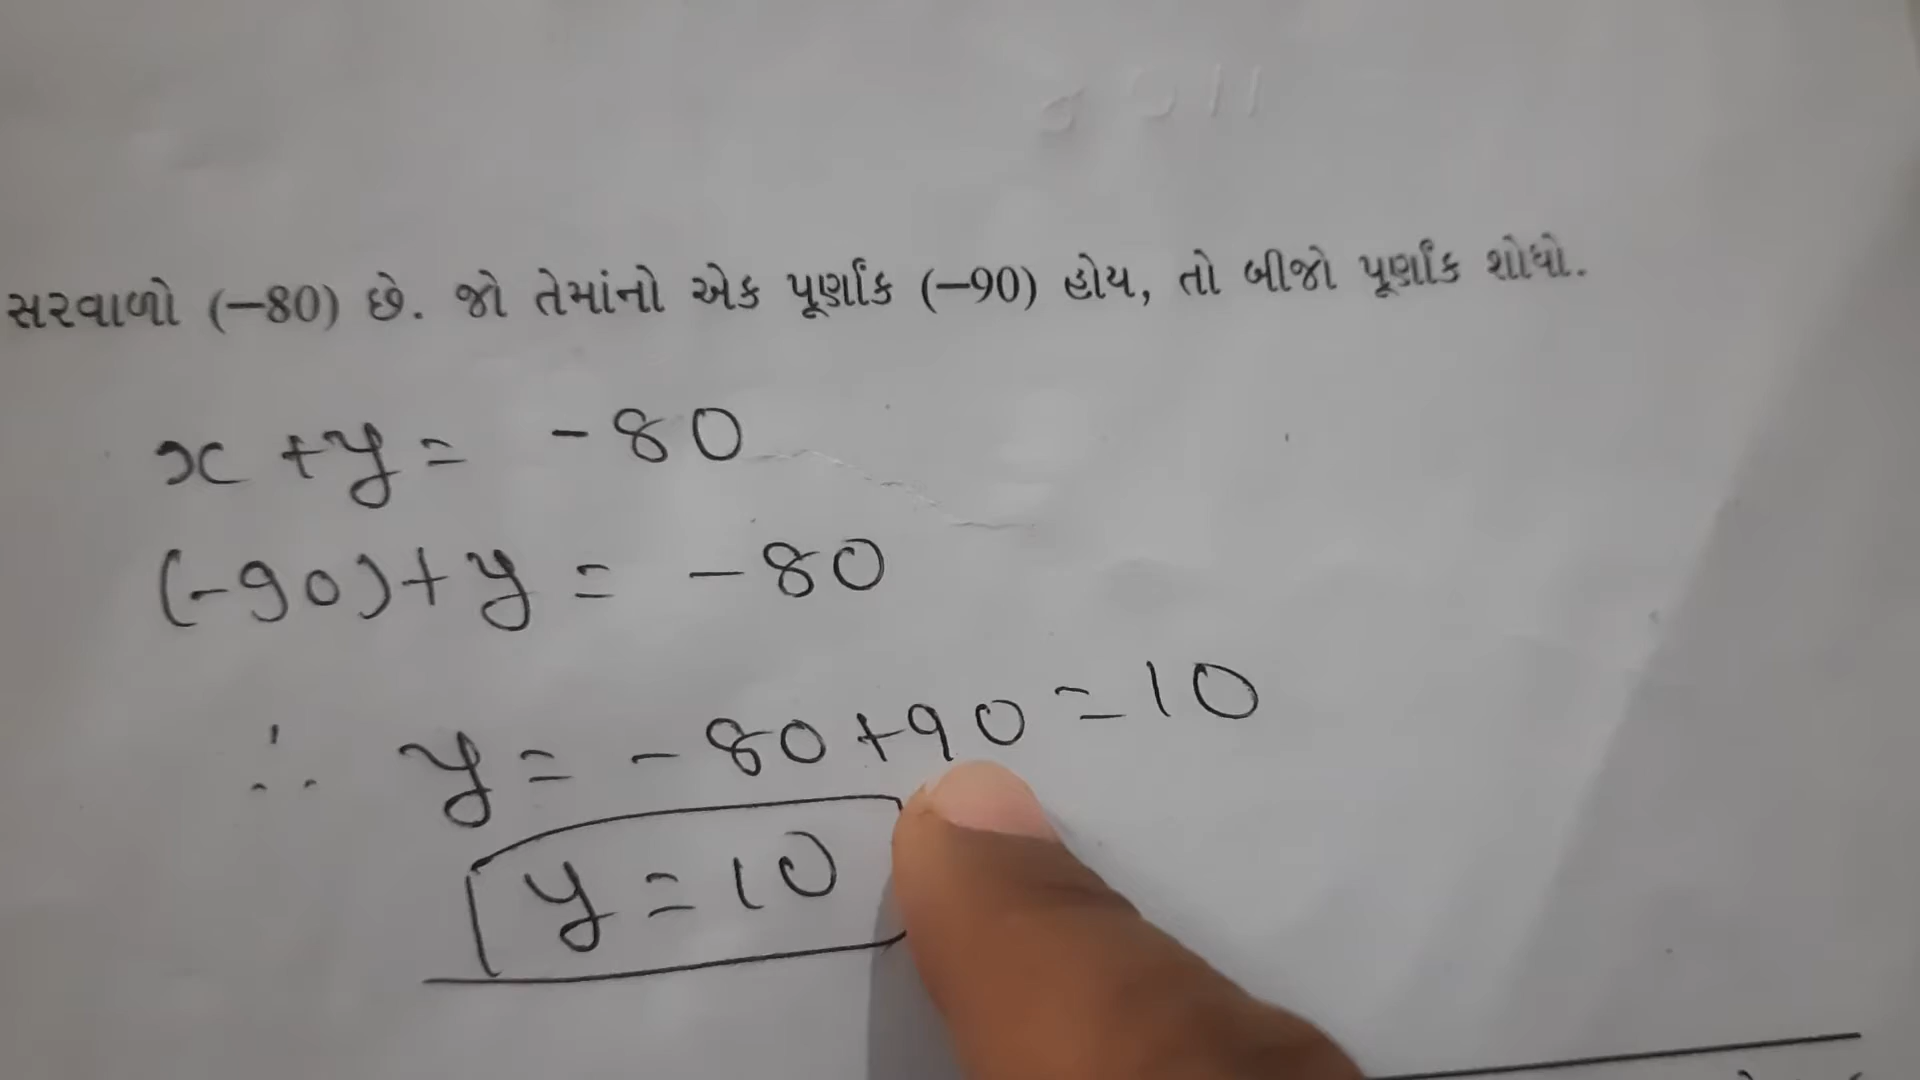 સરવાળો (−80) છે. જો તેમાંનો એક પૂર્ણાંક (−90) હોય, તો બીજો પૂર્ણાંક શોધો.
x + y = -80
(-90) + y = -80
∴ y = -80 + 90 = 10
y = 10